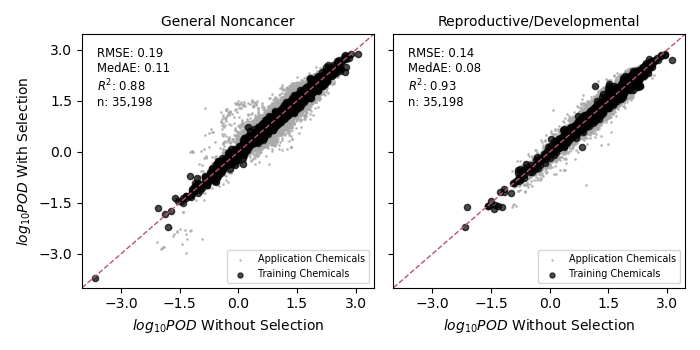 General Noncancer
RMSE: 0.19
MedAE: 0.11
R²: 0.88
n: 35,198
3.0
1.5
0.0
−1.5
−3.0
log₁₀POD With Selection
Application Chemicals
Training Chemicals
−3.0 −1.5 0.0 1.5 3.0
log₁₀POD Without Selection
Reproductive/Developmental
RMSE: 0.14
MedAE: 0.08
R²: 0.93
n: 35,198
Application Chemicals
Training Chemicals
−3.0 −1.5 0.0 1.5 3.0
log₁₀POD Without Selection